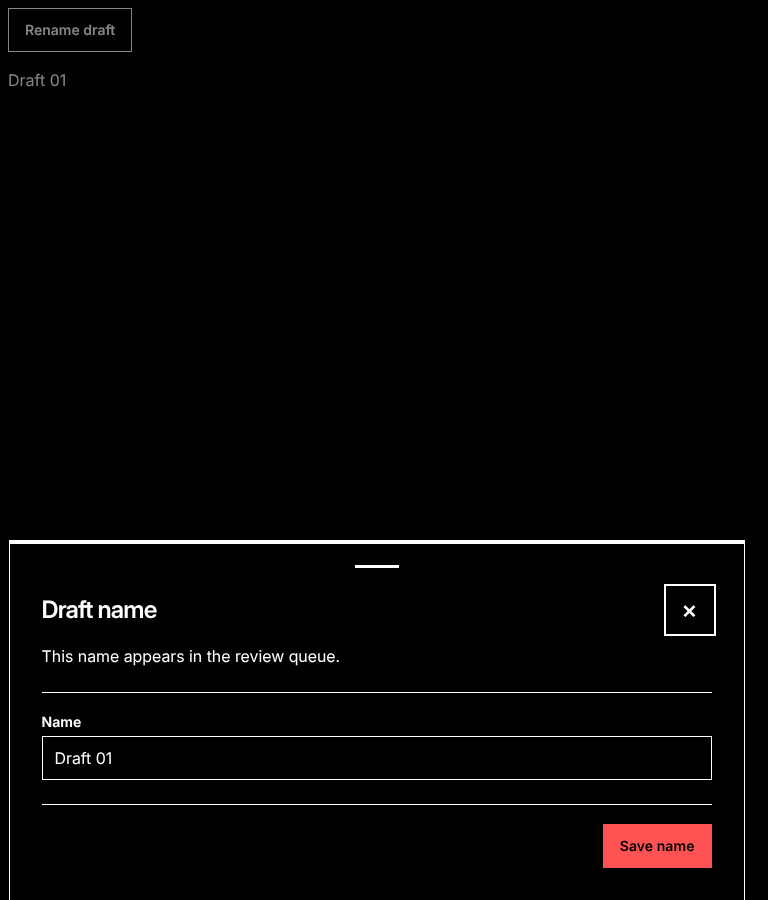 Rename draft
Draft 01
Draft name
×
This name appears in the review queue.
Name
Draft 01
Save name